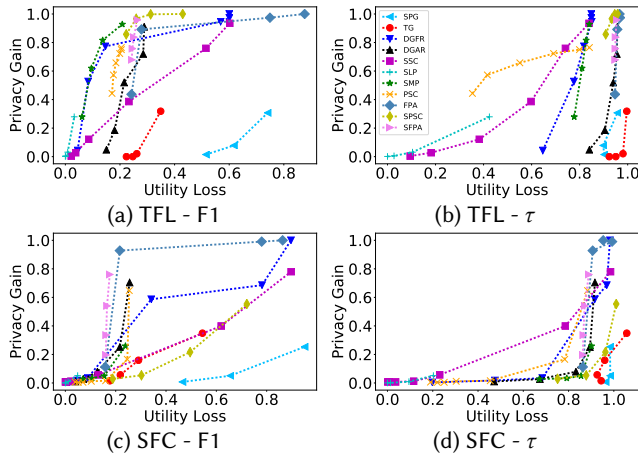 Privacy Gain
1.0
0.8
0.6
0.4
0.2
0.0
0.0 0.2 0.4 0.6 0.8
Utility Loss
(a) TFL - F1
Privacy Gain
1.0
0.8
0.6
0.4
0.2
0.0
SPG
TG
DGFR
DGAR
SSC
SLP
SMP
PSC
FPA
SPSC
SFPA
0.0 0.2 0.4 0.6 0.8 1.0
Utility Loss
(b) TFL - τ
Privacy Gain
1.0
0.8
0.6
0.4
0.2
0.0
0.0 0.2 0.4 0.6 0.8
Utility Loss
(c) SFC - F1
Privacy Gain
1.0
0.8
0.6
0.4
0.2
0.0
0.0 0.2 0.4 0.6 0.8 1.0
Utility Loss
(d) SFC - τ